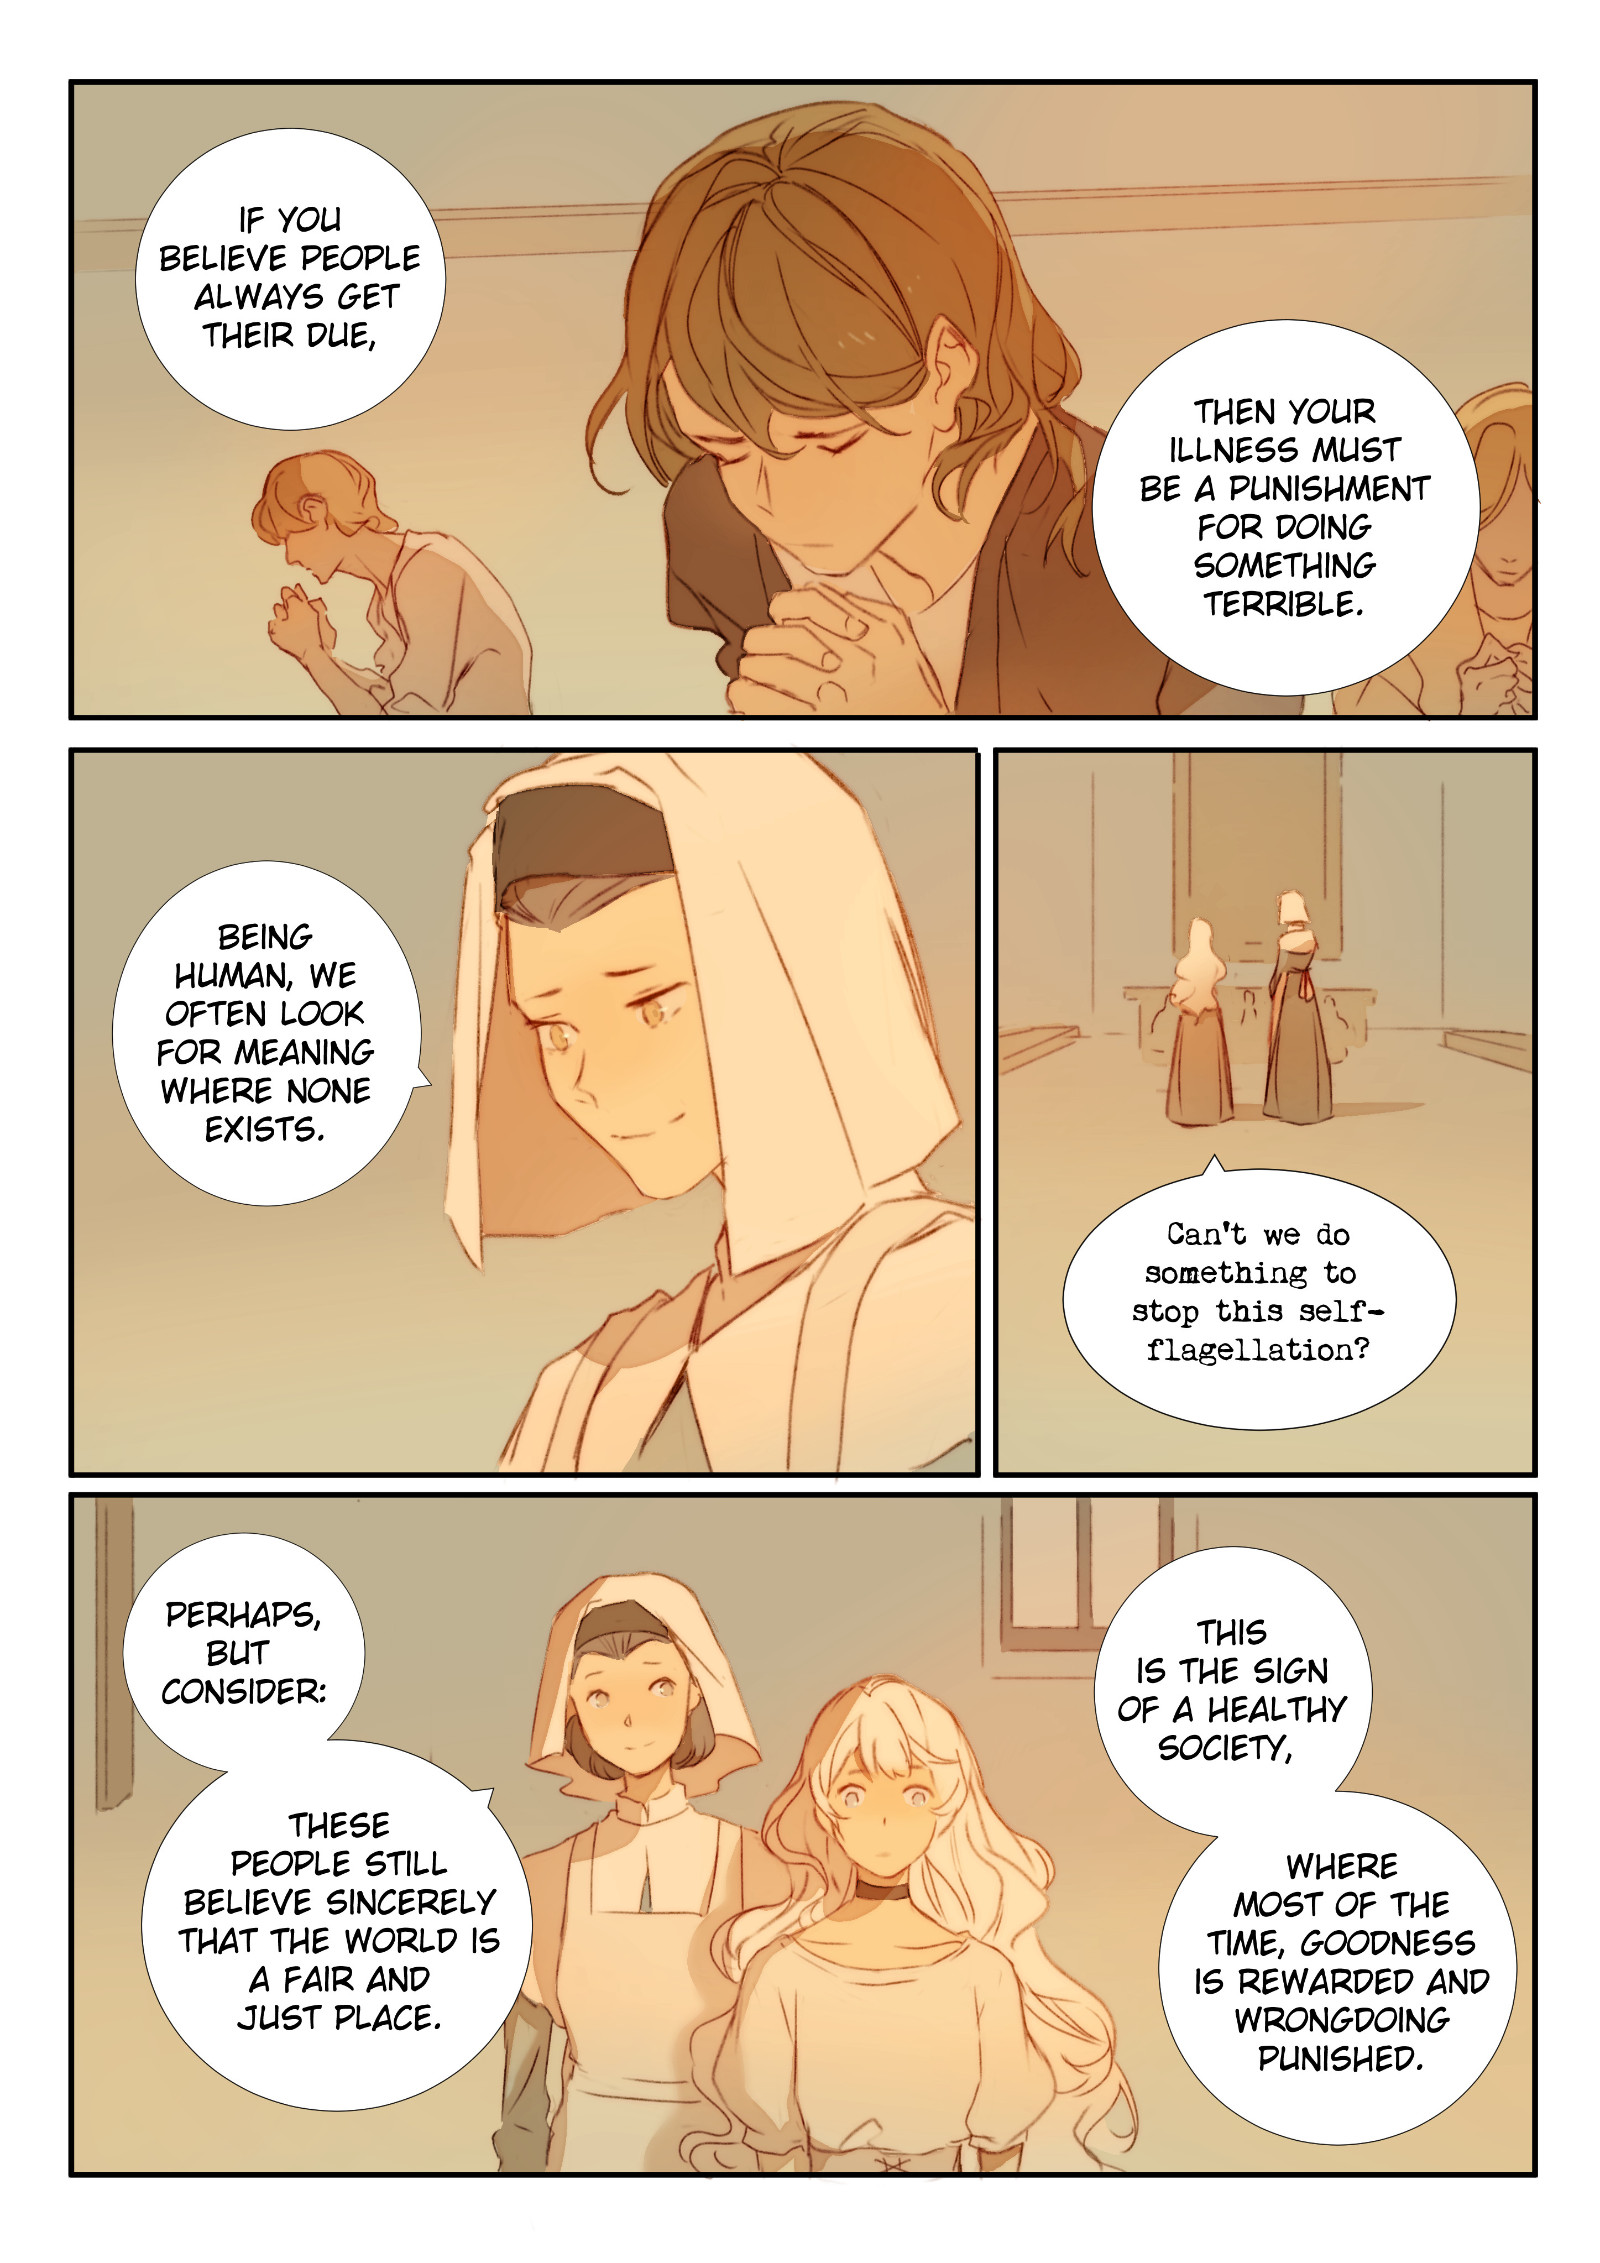 IF YOU
BELIEVE PEOPLE
ALWAYS GET
THEIR DUE,
THEN YOUR
ILLNESS MUST
BE A PUNISHMENT
FOR DOING
SOMETHING
TERRIBLE.
BEING
HUMAN, WE
OFTEN LOOK
FOR MEANING
WHERE NONE
EXISTS.
Can't we do
something to
stop this self-
flagellation?
PERHAPS,
BUT
CONSIDER:
THESE
PEOPLE STILL
BELIEVE SINCERELY
THAT THE WORLD IS
A FAIR AND
JUST PLACE.
THIS
IS THE SIGN
OF A HEALTHY
SOCIETY,
WHERE
MOST OF THE
TIME, GOODNESS
IS REWARDED AND
WRONGDOING
PUNISHED.